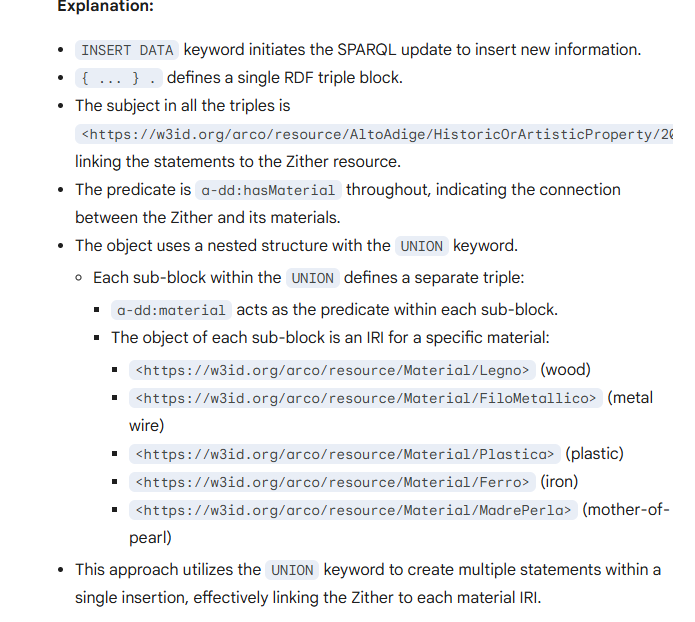 Explanation:
INSERT DATA keyword initiates the SPARQL update to insert new information.
{ ... } . defines a single RDF triple block.
The subject in all the triples is
<https://w3id.org/arco/resource/AltoAdige/HistoricOrArtisticProperty/20
linking the statements to the Zither resource.
The predicate is a-dd:hasMaterial throughout, indicating the connection
between the Zither and its materials.
The object uses a nested structure with the UNION keyword.
Each sub-block within the UNION defines a separate triple:
a-dd:material acts as the predicate within each sub-block.
The object of each sub-block is an IRI for a specific material:
<https://w3id.org/arco/resource/Material/Legno> (wood)
<https://w3id.org/arco/resource/Material/FiloMetallico> (metal
wire)
<https://w3id.org/arco/resource/Material/Plastica> (plastic)
<https://w3id.org/arco/resource/Material/Ferro> (iron)
<https://w3id.org/arco/resource/Material/MadrePerla> (mother-of-
pearl)
This approach utilizes the UNION keyword to create multiple statements within a
single insertion, effectively linking the Zither to each material IRI.